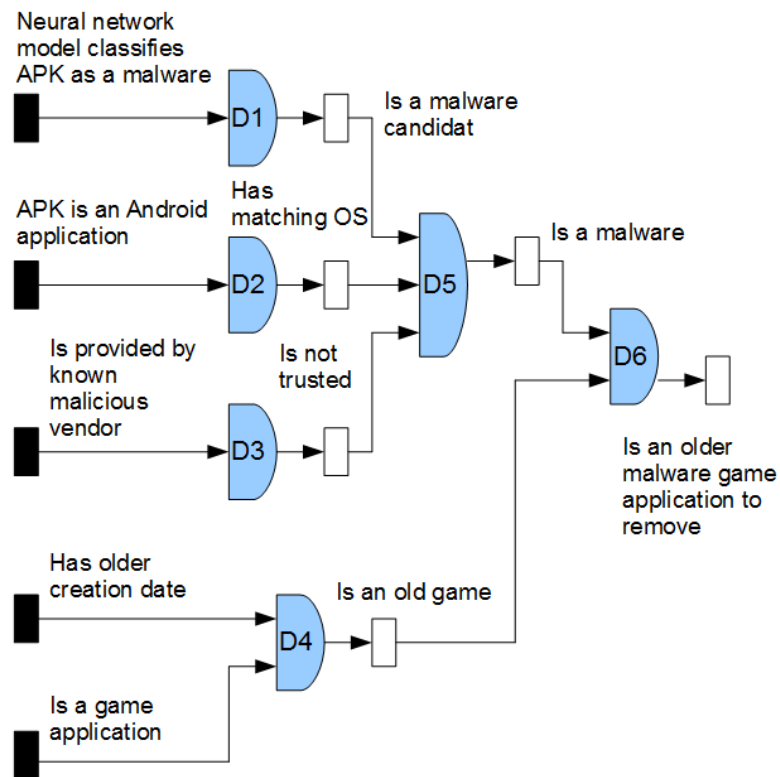 Neural network
model classifies
APK as a malware
D1
Is a malware
candidat
APK is an Android
application
Has
matching OS
D2
D5
Is a malware
Is provided by
known
malicious
vendor
Is not
trusted
D3
D6
Is an older
malware game
application to
remove
Has older
creation date
Is an old game
D4
Is a game
application